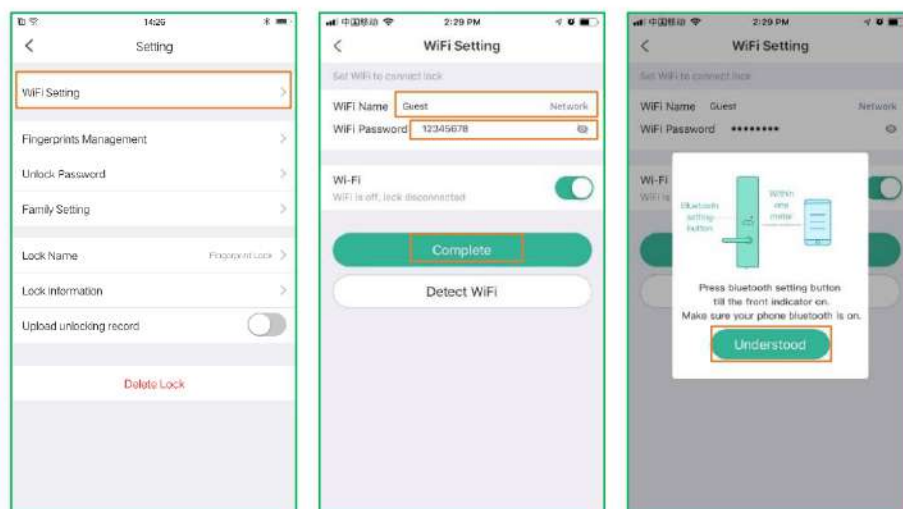 14:26
Setting
WiFi Setting
Fingerprints Management
Unlock Password
Family Setting
Lock Name Fingerprint Lock
Lock Information
Upload unlocking record
Delete Lock
中国移动 2:29 PM
WiFi Setting
Set WiFi to connect lock
WiFi Name Guest Network
WiFi Password 12345678
Wi-Fi
WiFi is off, lock disconnected
Complete
Detect WiFi
中国移动 2:29 PM
WiFi Setting
Set WiFi to connect lock
WiFi Name Guest Network
WiFi Password ••••••••
Wi-Fi
WiFi is
Bluetooth
setting
button
Within
one
meter
Press bluetooth setting button
till the front indicator on.
Make sure your phone bluetooth is on.
Understood